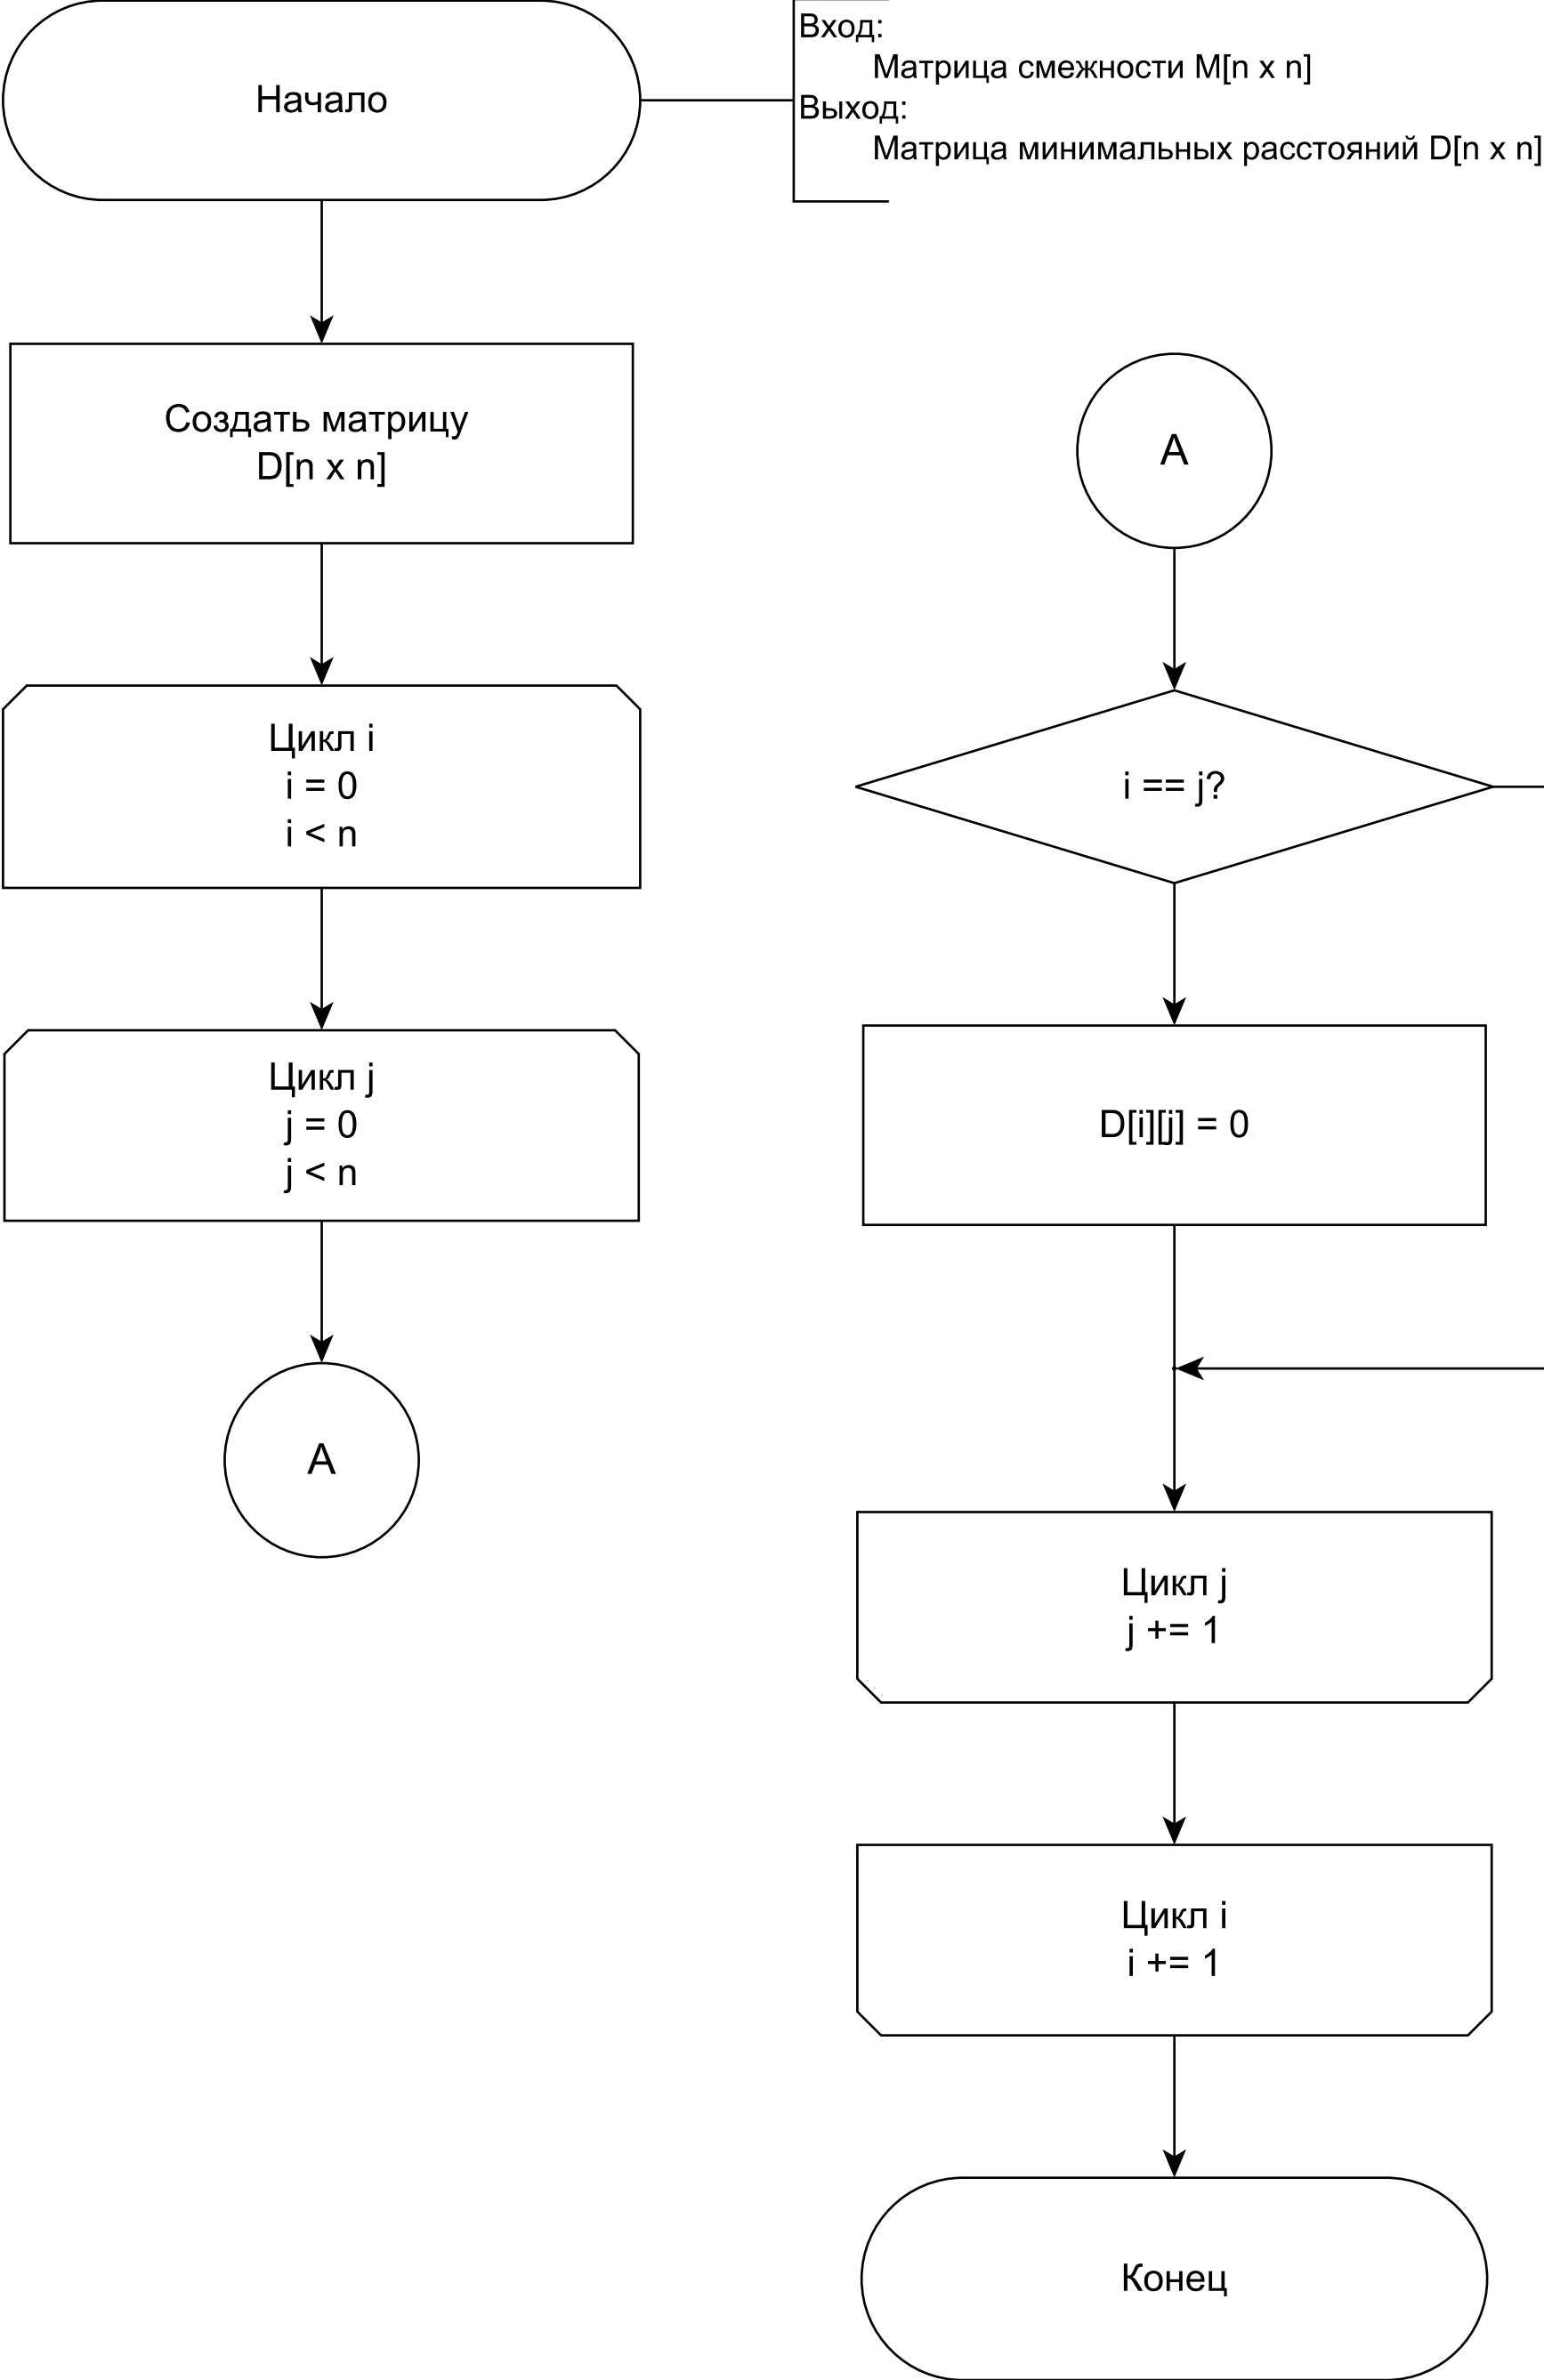 Начало
Вход:
Матрица смежности M[n x n]
Выход:
Матрица минимальных расстояний D[n x n]
Создать матрицу
D[n x n]
Цикл i
i = 0
i < n
Цикл j
j = 0
j < n
A
A
i == j?
D[i][j] = 0
Цикл j
j += 1
Цикл i
i += 1
Конец